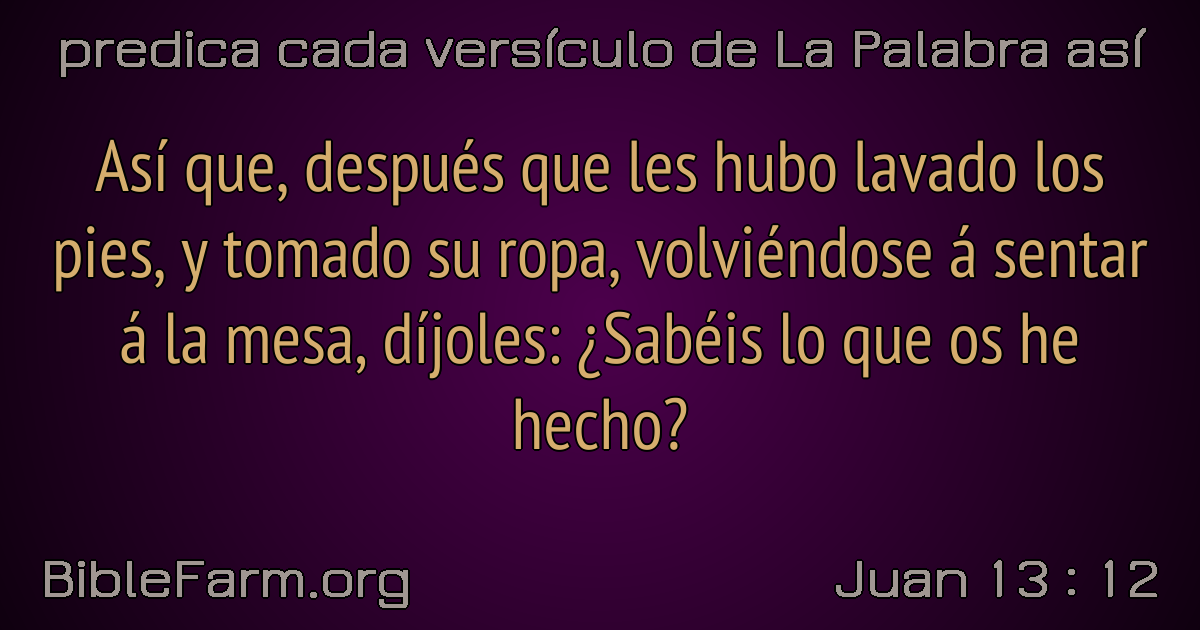 predica cada versículo de La Palabra así
Así que, después que les hubo lavado los
pies, y tomado su ropa, volviéndose á sentar
á la mesa, díjoles: ¿Sabéis lo que os he
hecho?
BibleFarm.org
Juan 13 : 12